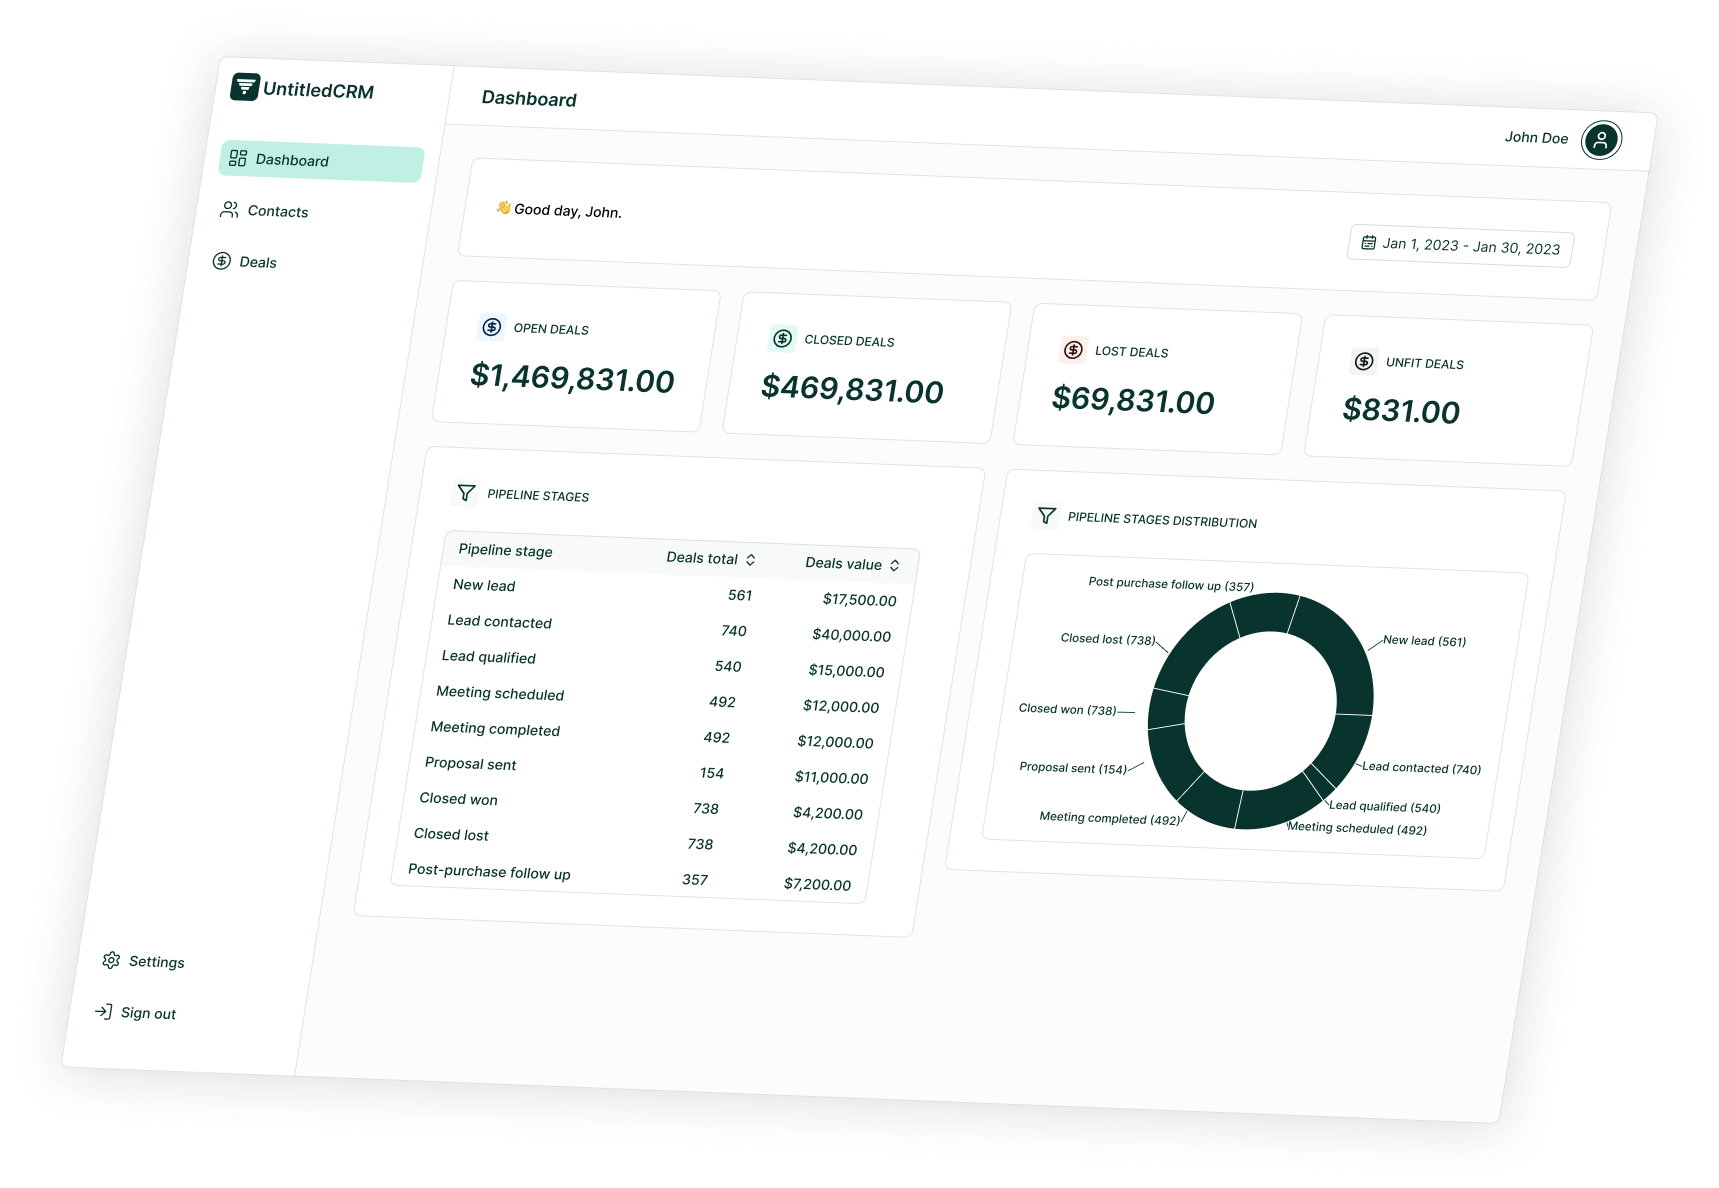 UntitledCRM
Dashboard
Contacts
Deals
Settings
Sign out
Dashboard
John Doe
👋 Good day, John.
Jan 1, 2023 - Jan 30, 2023
OPEN DEALS
$1,469,831.00
CLOSED DEALS
$469,831.00
LOST DEALS
$69,831.00
UNFIT DEALS
$831.00
PIPELINE STAGES
Pipeline stage Deals total Deals value
New lead 561 $17,500.00
Lead contacted 740 $40,000.00
Lead qualified 540 $15,000.00
Meeting scheduled 492 $12,000.00
Meeting completed 492 $12,000.00
Proposal sent 154 $11,000.00
Closed won 738 $4,200.00
Closed lost 738 $4,200.00
Post-purchase follow up 357 $7,200.00
PIPELINE STAGES DISTRIBUTION
Post purchase follow up (357)
Closed lost (738)
New lead (561)
Closed won (738)
Proposal sent (154)
Lead contacted (740)
Lead qualified (540)
Meeting completed (492)
Meeting scheduled (492)